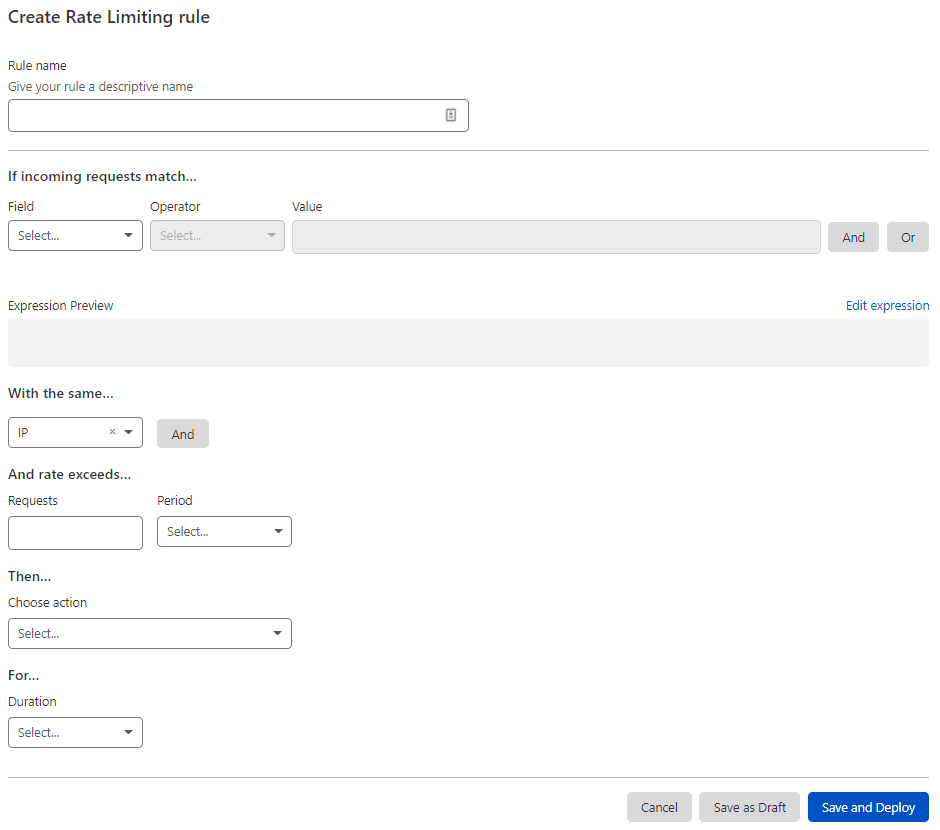 Create Rate Limiting rule
Rule name
Give your rule a descriptive name
If incoming requests match...
Field Operator Value
Select... Select... And Or
Expression Preview Edit expression
With the same...
IP × And
And rate exceeds...
Requests Period
Select...
Then...
Choose action
Select...
For...
Duration
Select...
Cancel Save as Draft Save and Deploy